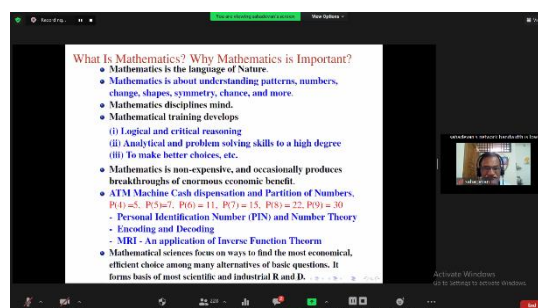 Recording...
You are viewing sahadevan's screen
View Options
What Is Mathematics? Why Mathematics is Important?
Mathematics is the language of Nature.
Mathematics is about understanding patterns, numbers,
change, shapes, symmetry, chance, and more.
Mathematics disciplines mind.
Mathematical training develops
(i) Logical and critical reasoning
(ii) Analytical and problem solving skills to a high degree
(iii) To make better choices, etc.
Mathematics is non-expensive, and occasionally produces
breakthroughs of enormous economic benefit.
ATM Machine Cash dispensation and Partition of Numbers,
P(4) =5, P(5)=7, P(6) = 11, P(7) = 15, P(8) = 22, P(9) = 30
- Personal Identification Number (PIN) and Number Theory
- Encoding and Decoding
- MRI - An application of Inverse Function Theorm
Mathematical sciences focus on ways to find the most economical,
efficient choice among many alternatives of basic questions. It
forms basis of most scientific and industrial R and D.
sahadevan's network bandwidth is low
Activate Windows
Go to Settings to activate Windows.